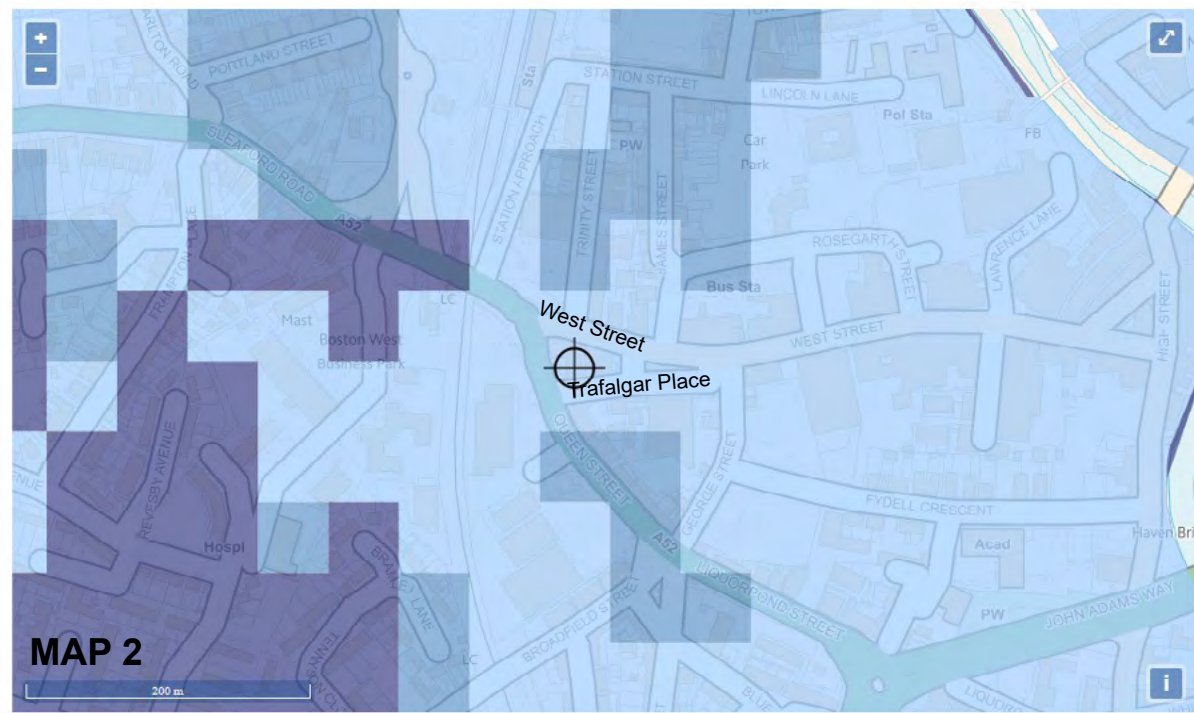 +
−
PORTLAND STREET
STATION STREET
LINCOLN LANE
Pol Sta
Sta
PW
Car
Park
FB
SLEAFORD ROAD
A52
STATION APPROACH
TRINITY STREET
JAMES STREET
ROSEGARTH STREET
LAWRENCE LANE
HIGH STREET
FRAMPTON PLACE
Bus Sta
LC
Mast
Boston West
Business Park
West Street
WEST STREET
Trafalgar Place
QUEEN STREET
GEORGE STREET
REVESBY AVENUE
FYDELL CRESCENT
Hospl
A52
Acad
Haven Bri
LIQUORPOND STREET
JOHN ADAMS WAY
PW
BROADFIELD STREET
LC
MAP 2
200 m
i